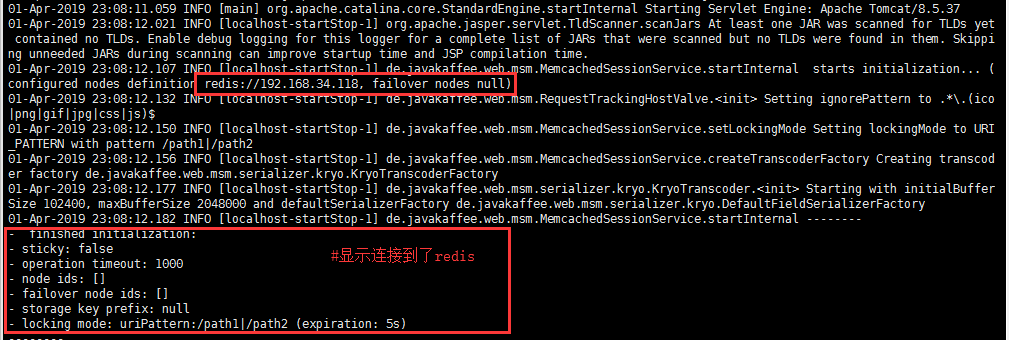 01-Apr-2019 23:08:11.059 INFO [main] org.apache.catalina.core.StandardEngine.startInternal Starting Servlet Engine: Apache Tomcat/8.5.37
01-Apr-2019 23:08:12.021 INFO [localhost-startStop-1] org.apache.jasper.servlet.TldScanner.scanJars At least one JAR was scanned for TLDs yet
 contained no TLDs. Enable debug logging for this logger for a complete list of JARs that were scanned but no TLDs were found in them. Skippi
ng unneeded JARs during scanning can improve startup time and JSP compilation time.
01-Apr-2019 23:08:12.107 INFO [localhost-startStop-1] de.javakaffee.web.msm.MemcachedSessionService.startInternal  starts initialization... (
configured nodes definition redis://192.168.34.118, failover nodes null)
01-Apr-2019 23:08:12.132 INFO [localhost-startStop-1] de.javakaffee.web.msm.RequestTrackingHostValve.<init> Setting ignorePattern to .*\.(ico
|png|gif|jpg|css|js)$
01-Apr-2019 23:08:12.150 INFO [localhost-startStop-1] de.javakaffee.web.msm.MemcachedSessionService.setLockingMode Setting lockingMode to URI
_PATTERN with pattern /path1|/path2
01-Apr-2019 23:08:12.156 INFO [localhost-startStop-1] de.javakaffee.web.msm.MemcachedSessionService.createTranscoderFactory Creating transcod
er factory de.javakaffee.web.msm.serializer.kryo.KryoTranscoderFactory
01-Apr-2019 23:08:12.177 INFO [localhost-startStop-1] de.javakaffee.web.msm.serializer.kryo.KryoTranscoder.<init> Starting with initialBuffer
Size 102400, maxBufferSize 2048000 and defaultSerializerFactory de.javakaffee.web.msm.serializer.kryo.DefaultFieldSerializerFactory
01-Apr-2019 23:08:12.182 INFO [localhost-startStop-1] de.javakaffee.web.msm.MemcachedSessionService.startInternal --------
-  finished initialization:
- sticky: false
#显示连接到了redis
- operation timeout: 1000
- node ids: []
- failover node ids: []
- storage key prefix: null
- locking mode: uriPattern:/path1|/path2 (expiration: 5s)
--------